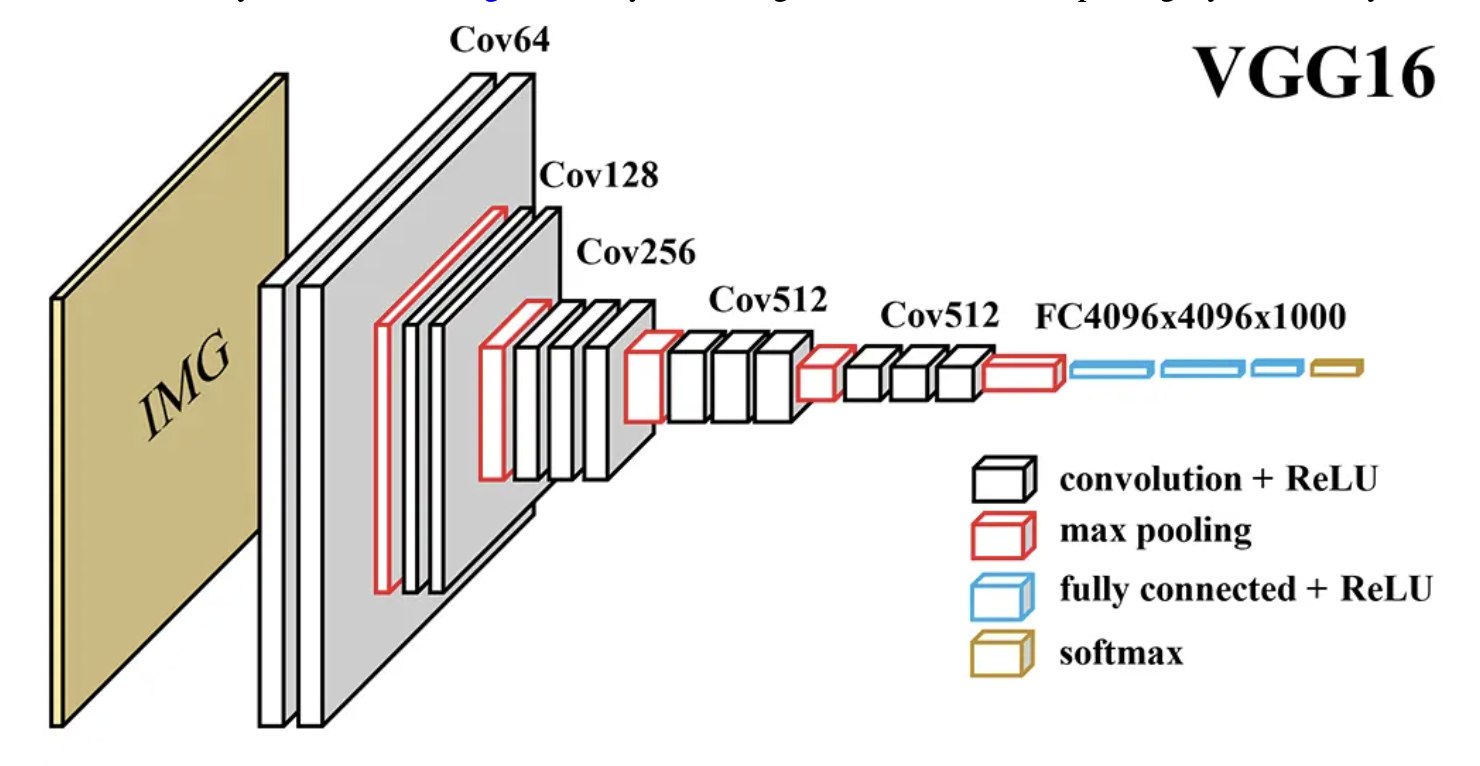 Cov64
VGG16
Cov128
Cov256
Cov512
Cov512
FC4096x4096x1000
IMG
convolution + ReLU
max pooling
fully connected + ReLU
softmax